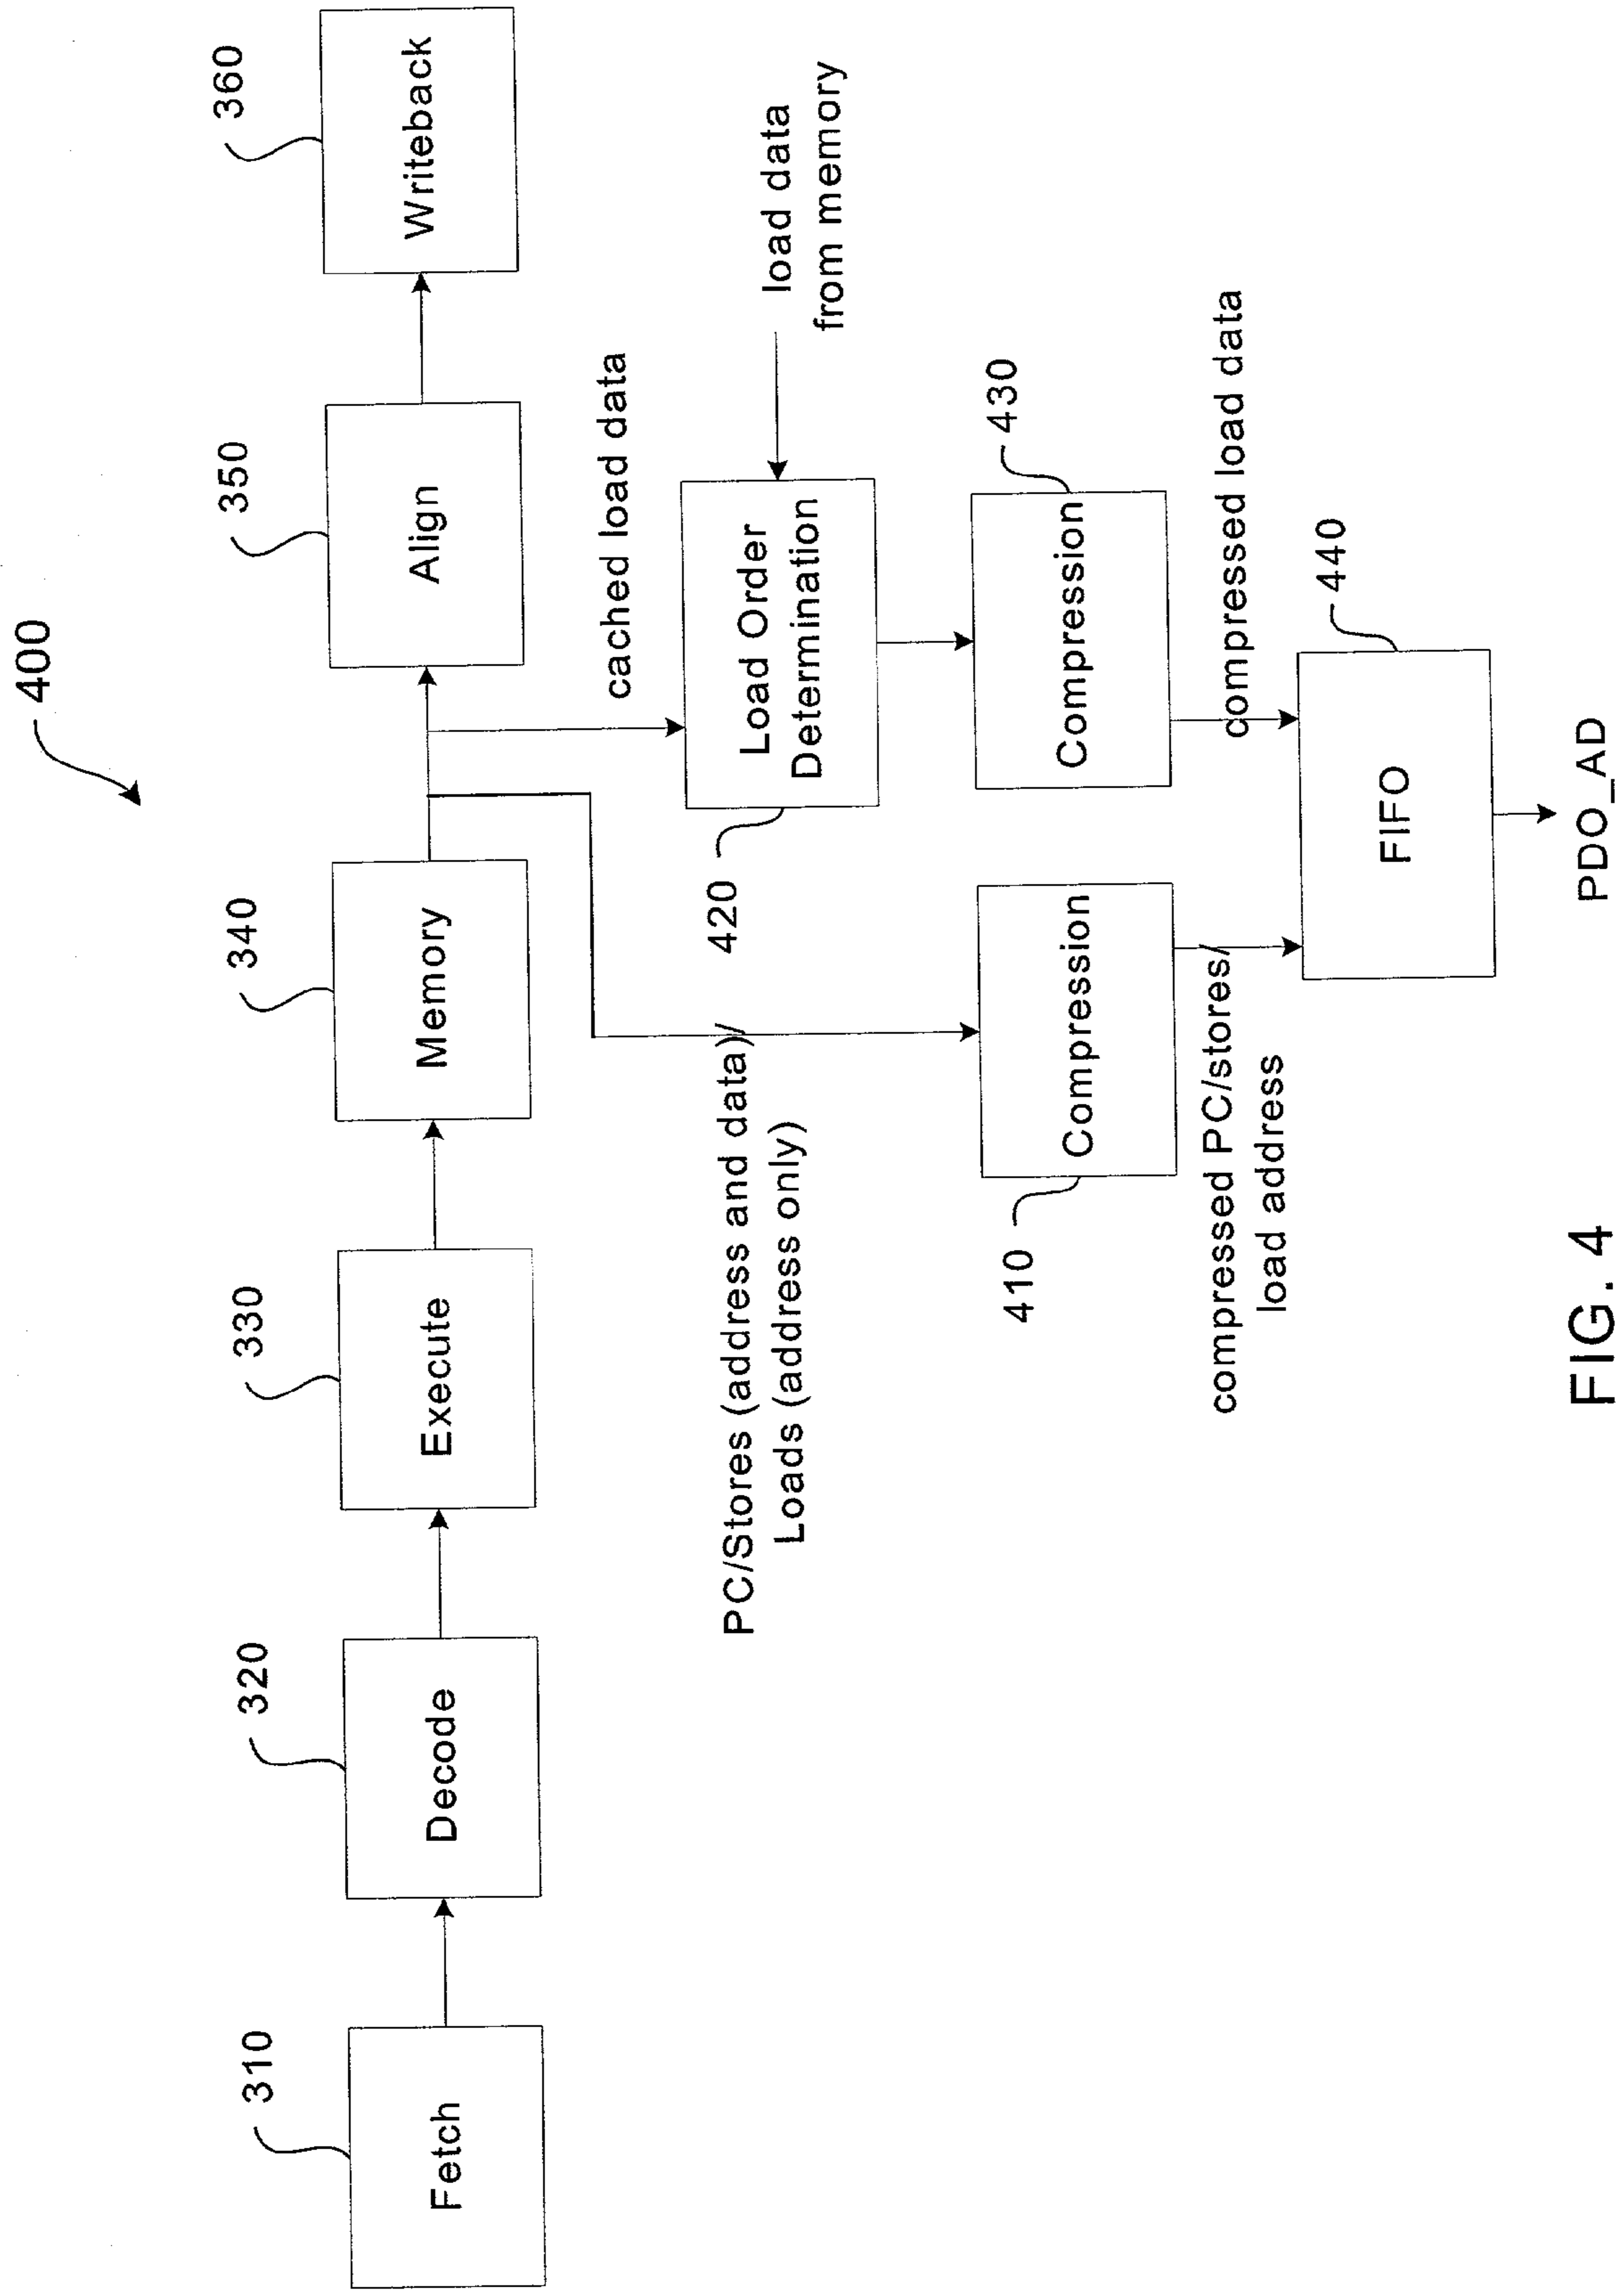 400
310
320
330
340
350
360
Fetch
Decode
Execute
Memory
Align
Writeback
cached load data
PC/Stores (address and data)/
Loads (address only)
load data
from memory
420
Load Order
Determination
410
Compression
430
Compression
compressed PC/stores/
load address
compressed load data
440
FIFO
PDO_AD
FIG. 4